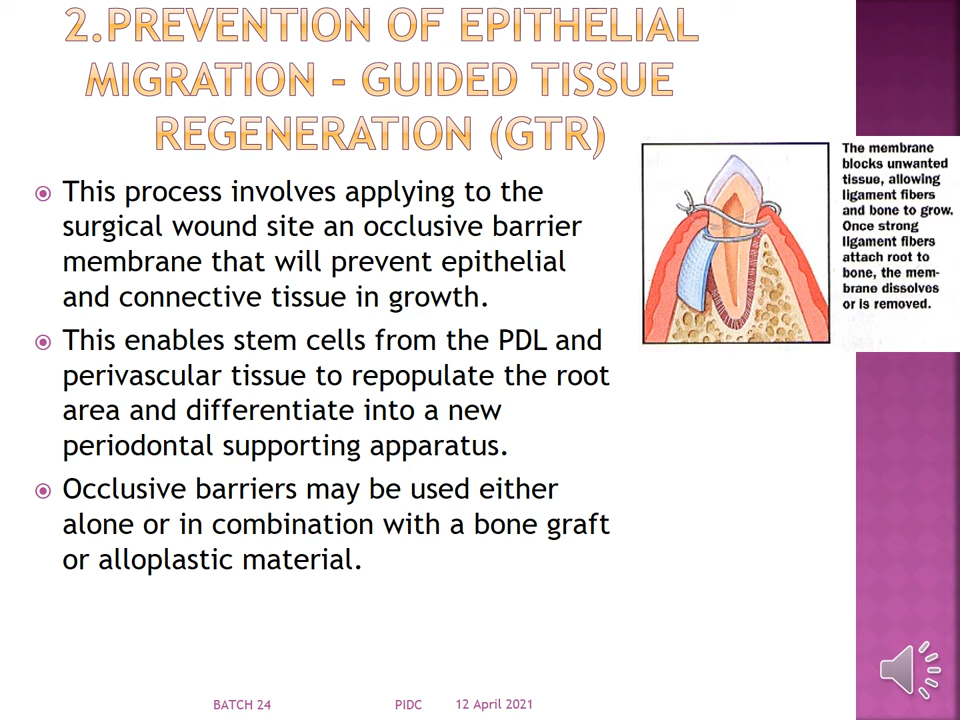 2.PREVENTION OF EPITHELIAL
MIGRATION - GUIDED TISSUE
REGENERATION (GTR)
This process involves applying to the
surgical wound site an occlusive barrier
membrane that will prevent epithelial
and connective tissue in growth.
This enables stem cells from the PDL and
perivascular tissue to repopulate the root
area and differentiate into a new
periodontal supporting apparatus.
Occlusive barriers may be used either
alone or in combination with a bone graft
or alloplastic material.
The membrane
blocks unwanted
tissue, allowing
ligament fibers
and bone to grow.
Once strong
ligament fibers
attach root to
bone, the mem-
brane dissolves
or is removed.
BATCH 24 PIDC 12 April 2021